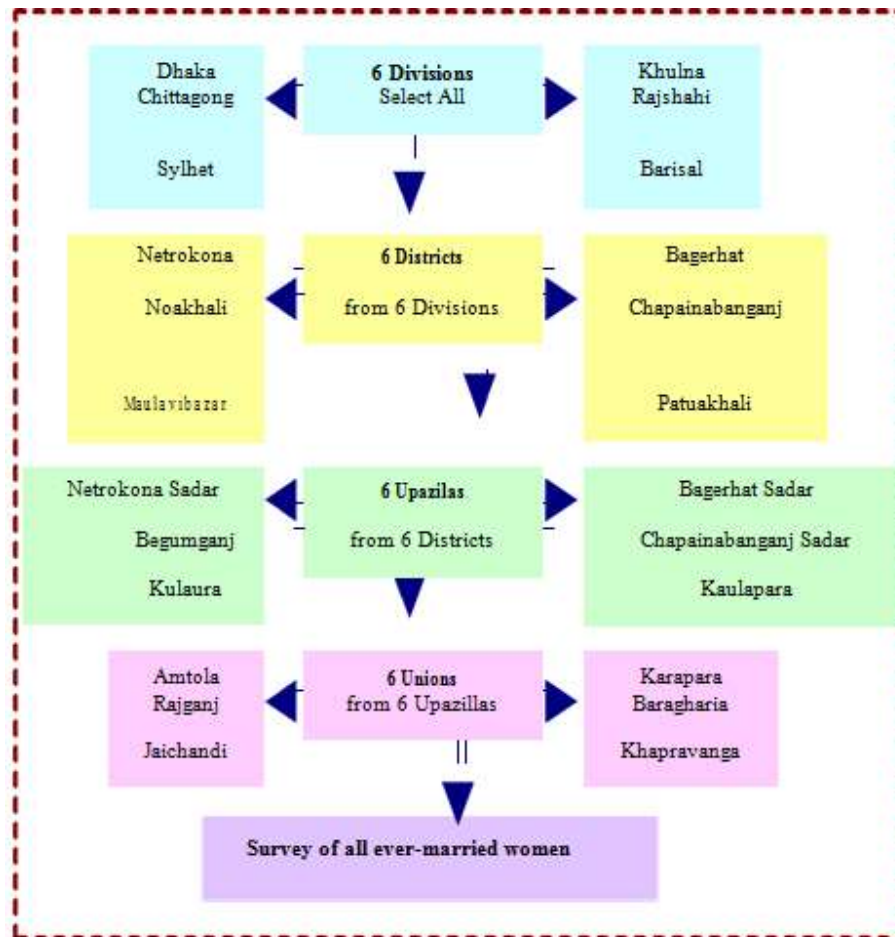 Dhaka
Chittagong
Sylhet
6 Divisions
Select All
Khulna
Rajshahi
Barisal
Netrokona
Noakhali
Maulavibazar
6 Districts
from 6 Divisions
Bagerhat
Chapainabanganj
Patuakhali
Netrokona Sadar
Begumganj
Kulaura
6 Upazilas
from 6 Districts
Bagerhat Sadar
Chapainabanganj Sadar
Kaulapara
Amtola
Rajganj
Jaichandi
6 Unions
from 6 Upazillas
Karapara
Baragharia
Khapravanga
Survey of all ever-married women